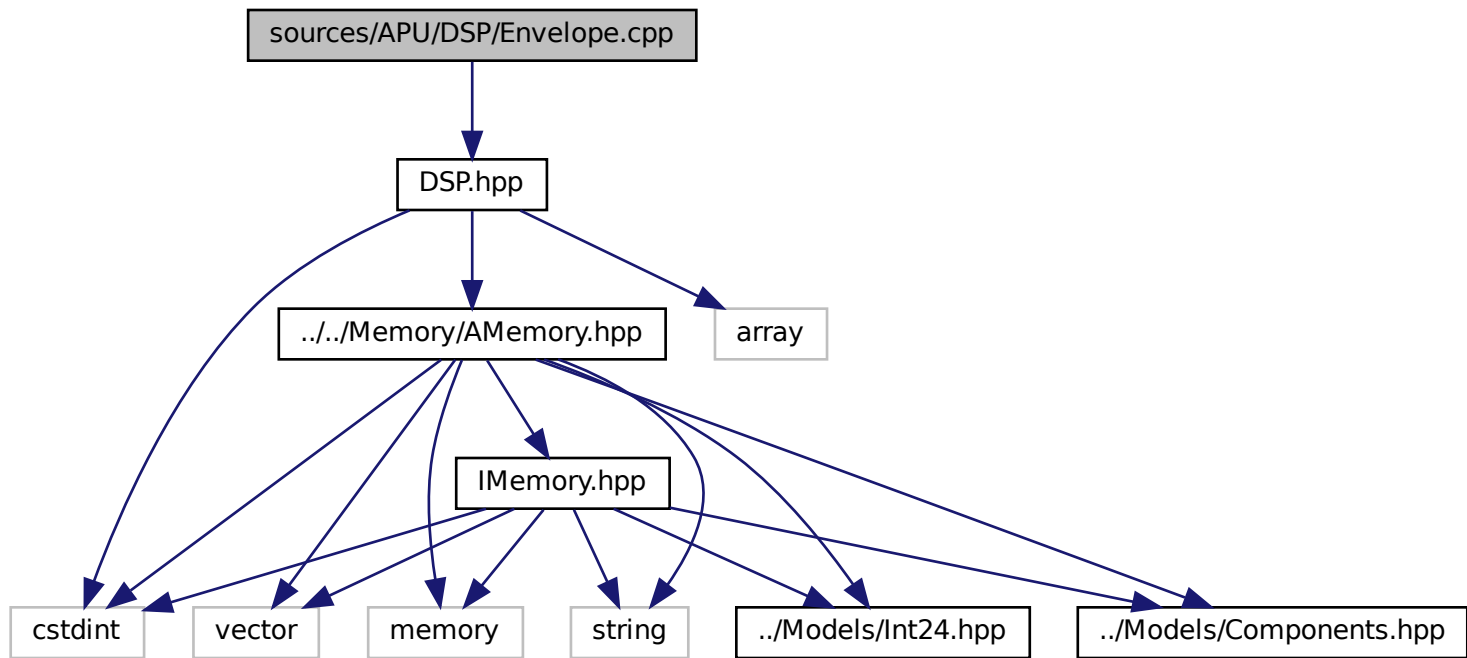 sources/APU/DSP/Envelope.cpp
DSP.hpp
../../Memory/AMemory.hpp
array
IMemory.hpp
cstdint
vector
memory
string
../Models/Int24.hpp
../Models/Components.hpp